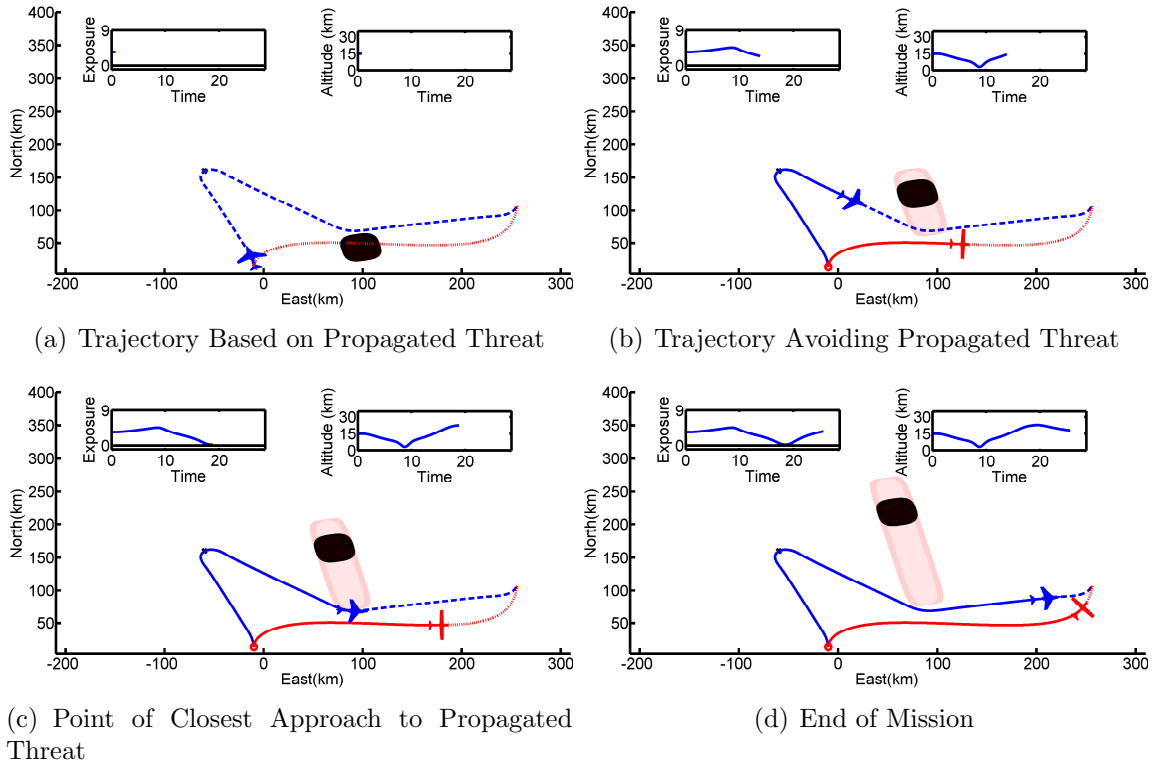 400
350
300
250
200
150
100
50
North(km)
-200 -100 0 100 200 300
East(km)
Exposure
9
0
0 10 20
Time
Altitude (km)
30
15
0
0 10 20
Time
(a) Trajectory Based on Propagated Threat
400
350
300
250
200
150
100
50
North(km)
-200 -100 0 100 200 300
East(km)
Exposure
9
0
0 10 20
Time
Altitude (km)
30
15
0
0 10 20
Time
(b) Trajectory Avoiding Propagated Threat
400
350
300
250
200
150
100
50
North(km)
-200 -100 0 100 200 300
East(km)
Exposure
9
0
0 10 20
Time
Altitude (km)
30
15
0
0 10 20
Time
(c) Point of Closest Approach to Propagated
Threat
400
350
300
250
200
150
100
50
North(km)
-200 -100 0 100 200 300
East(km)
Exposure
9
0
0 10 20
Time
Altitude (km)
30
15
0
0 10 20
Time
(d) End of Mission